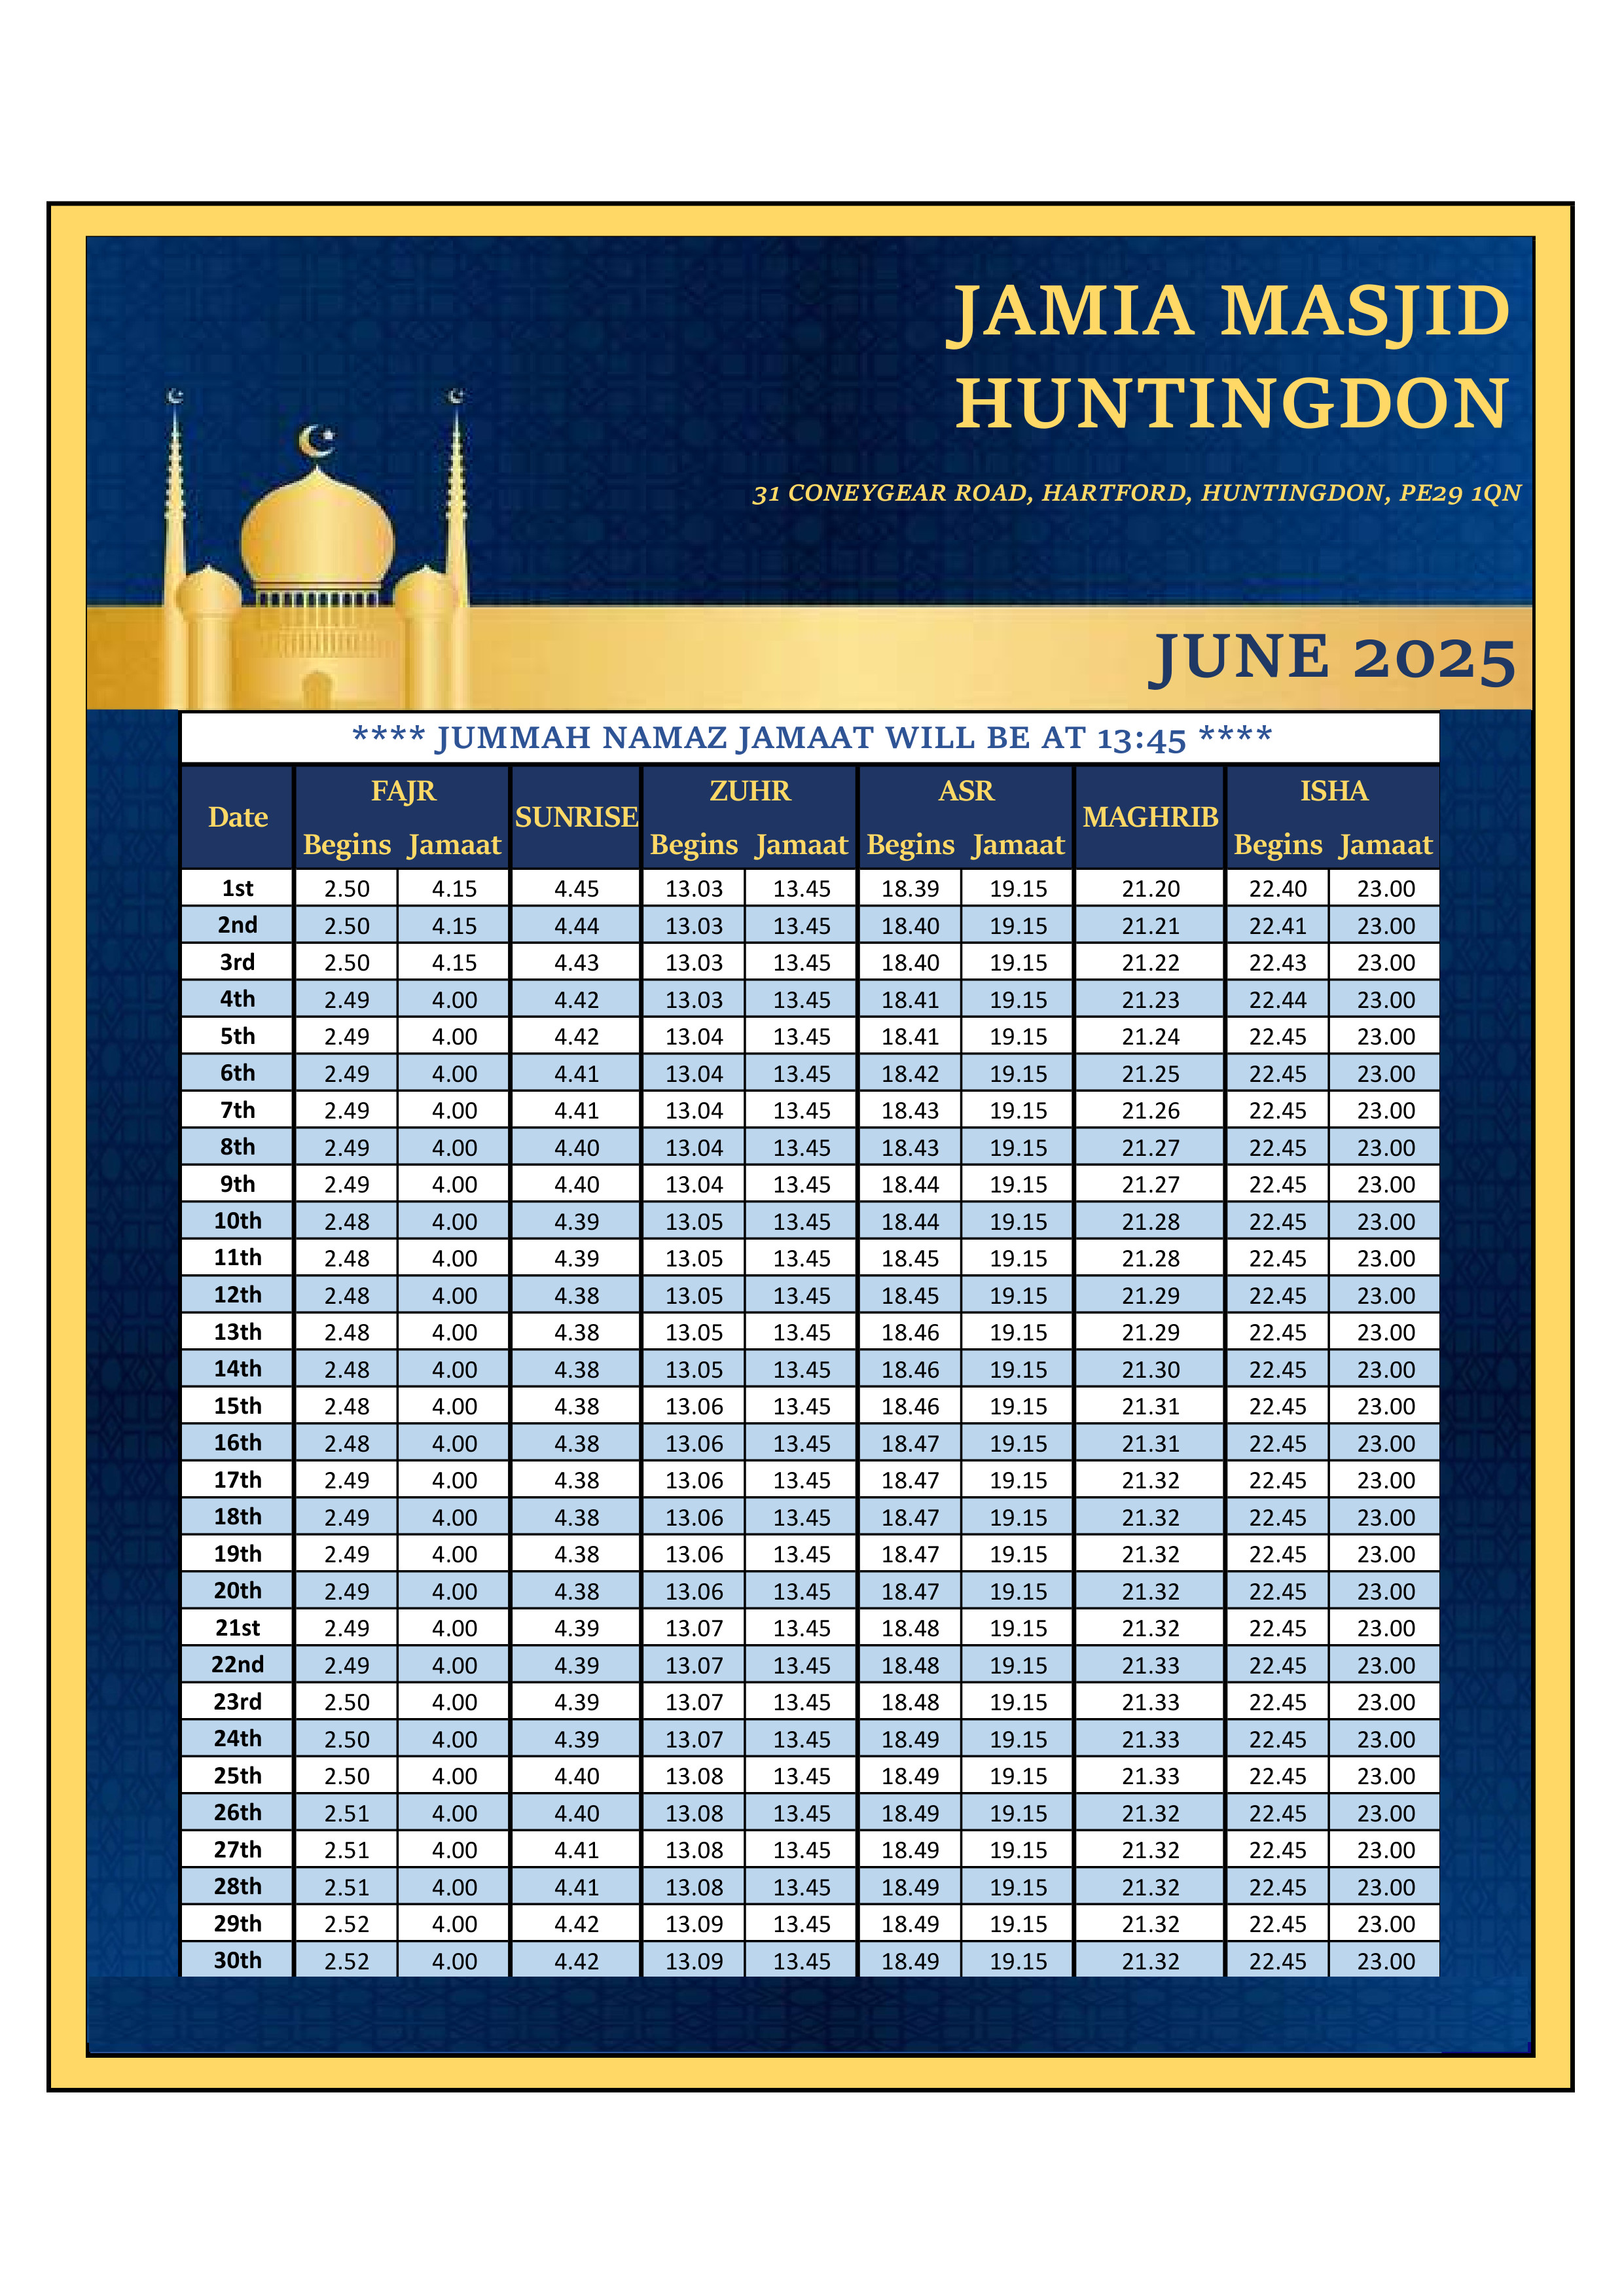 JAMIA MASJID
HUNTINGDON
31 CONEYGEAR ROAD, HARTFORD, HUNTINGDON, PE29 1QN
JUNE 2025
**** JUMMAH NAMAZ JAMAAT WILL BE AT 13:45 ****
Date FAJR SUNRISE ZUHR ASR MAGHRIB ISHA
Begins Jamaat Begins Jamaat Begins Jamaat Begins Jamaat
1st 2.50 4.15 4.45 13.03 13.45 18.39 19.15 21.20 22.40 23.00
2nd 2.50 4.15 4.44 13.03 13.45 18.40 19.15 21.21 22.41 23.00
3rd 2.50 4.15 4.43 13.03 13.45 18.40 19.15 21.22 22.43 23.00
4th 2.49 4.00 4.42 13.03 13.45 18.41 19.15 21.23 22.44 23.00
5th 2.49 4.00 4.42 13.04 13.45 18.41 19.15 21.24 22.45 23.00
6th 2.49 4.00 4.41 13.04 13.45 18.42 19.15 21.25 22.45 23.00
7th 2.49 4.00 4.41 13.04 13.45 18.43 19.15 21.26 22.45 23.00
8th 2.49 4.00 4.40 13.04 13.45 18.43 19.15 21.27 22.45 23.00
9th 2.49 4.00 4.40 13.04 13.45 18.44 19.15 21.27 22.45 23.00
10th 2.48 4.00 4.39 13.05 13.45 18.44 19.15 21.28 22.45 23.00
11th 2.48 4.00 4.39 13.05 13.45 18.45 19.15 21.28 22.45 23.00
12th 2.48 4.00 4.38 13.05 13.45 18.45 19.15 21.29 22.45 23.00
13th 2.48 4.00 4.38 13.05 13.45 18.46 19.15 21.29 22.45 23.00
14th 2.48 4.00 4.38 13.05 13.45 18.46 19.15 21.30 22.45 23.00
15th 2.48 4.00 4.38 13.06 13.45 18.46 19.15 21.31 22.45 23.00
16th 2.48 4.00 4.38 13.06 13.45 18.47 19.15 21.31 22.45 23.00
17th 2.49 4.00 4.38 13.06 13.45 18.47 19.15 21.32 22.45 23.00
18th 2.49 4.00 4.38 13.06 13.45 18.47 19.15 21.32 22.45 23.00
19th 2.49 4.00 4.38 13.06 13.45 18.47 19.15 21.32 22.45 23.00
20th 2.49 4.00 4.38 13.06 13.45 18.47 19.15 21.32 22.45 23.00
21st 2.49 4.00 4.39 13.07 13.45 18.48 19.15 21.32 22.45 23.00
22nd 2.49 4.00 4.39 13.07 13.45 18.48 19.15 21.33 22.45 23.00
23rd 2.50 4.00 4.39 13.07 13.45 18.48 19.15 21.33 22.45 23.00
24th 2.50 4.00 4.39 13.07 13.45 18.49 19.15 21.33 22.45 23.00
25th 2.50 4.00 4.40 13.08 13.45 18.49 19.15 21.33 22.45 23.00
26th 2.51 4.00 4.40 13.08 13.45 18.49 19.15 21.32 22.45 23.00
27th 2.51 4.00 4.41 13.08 13.45 18.49 19.15 21.32 22.45 23.00
28th 2.51 4.00 4.41 13.08 13.45 18.49 19.15 21.32 22.45 23.00
29th 2.52 4.00 4.42 13.09 13.45 18.49 19.15 21.32 22.45 23.00
30th 2.52 4.00 4.42 13.09 13.45 18.49 19.15 21.32 22.45 23.00